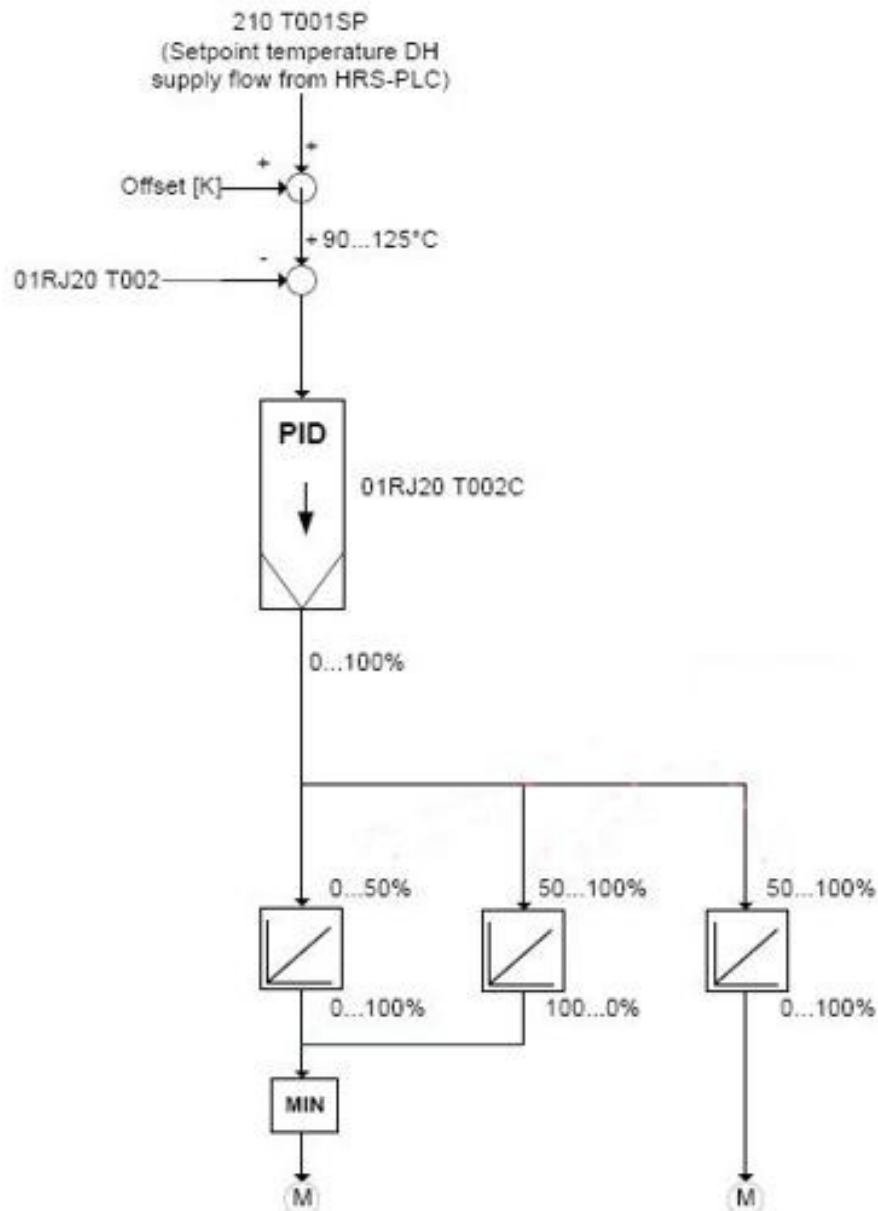 210 T001SP
(Setpoint temperature DH
supply flow from HRS-PLC)
+
+
Offset [K]
+ 90...125°C
-
01RJ20 T002
PID
01RJ20 T002C
0...100%
0...50%
50...100%
50...100%
0...100%
100...0%
0...100%
MIN
M
M